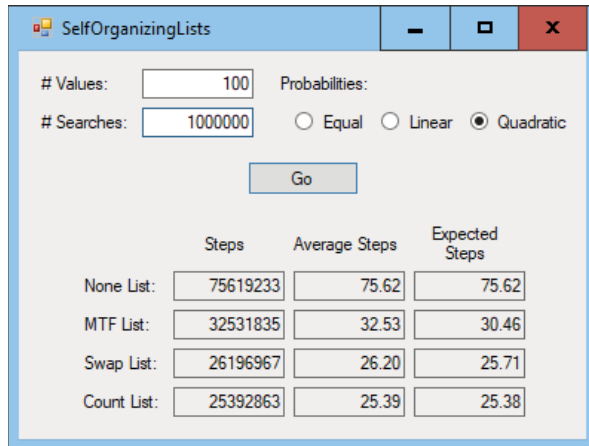 SelfOrganizingLists
# Values: 100 Probabilities:
# Searches: 1000000 Equal Linear Quadratic
Go
Steps Average Steps Expected
Steps
None List: 75619233 75.62 75.62
MTF List: 32531835 32.53 30.46
Swap List: 26196967 26.20 25.71
Count List: 25392863 25.39 25.38